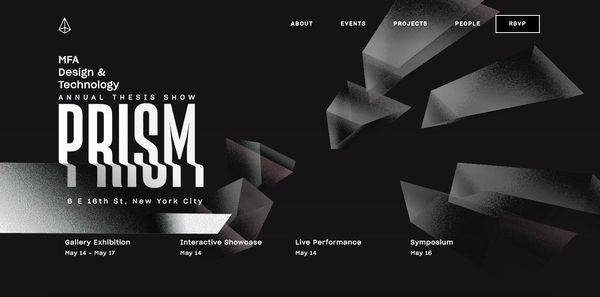 ABOUT
EVENTS
PROJECTS
PEOPLE
RSVP
MFA
Design &
Technology
ANNUAL THESIS SHOW
PRISM
6 E 16th St, New York City
Gallery Exhibition
May 14 - May 17
Interactive Showcase
May 14
Live Performance
May 14
Symposium
May 16